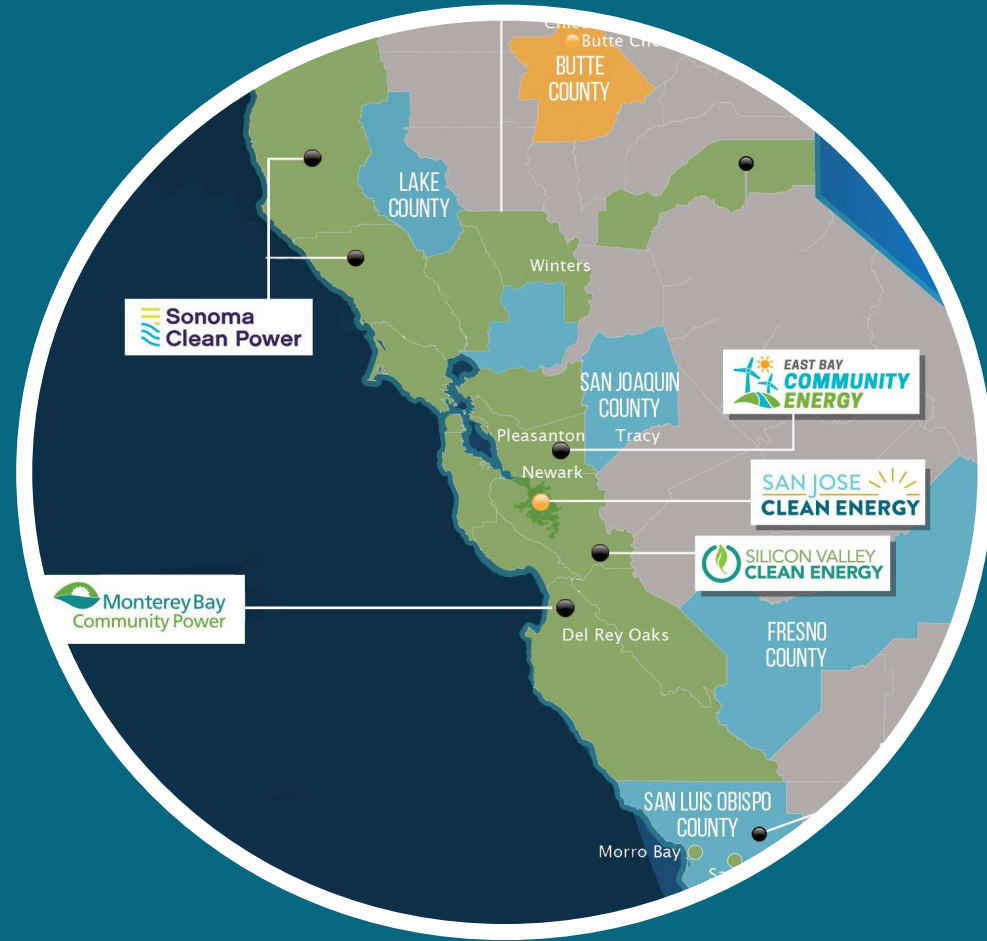 Butte
BUTTE
COUNTY
LAKE
COUNTY
Winters
Sonoma
Clean Power
SAN JOAQUIN
COUNTY
EAST BAY
COMMUNITY
ENERGY
Pleasanton
Tracy
Newark
SAN JOSE
CLEAN ENERGY
SILICON VALLEY
CLEAN ENERGY
Monterey Bay
Community Power
Del Rey Oaks
FRESNO
COUNTY
SAN LUIS OBISPO
COUNTY
Morro Bay